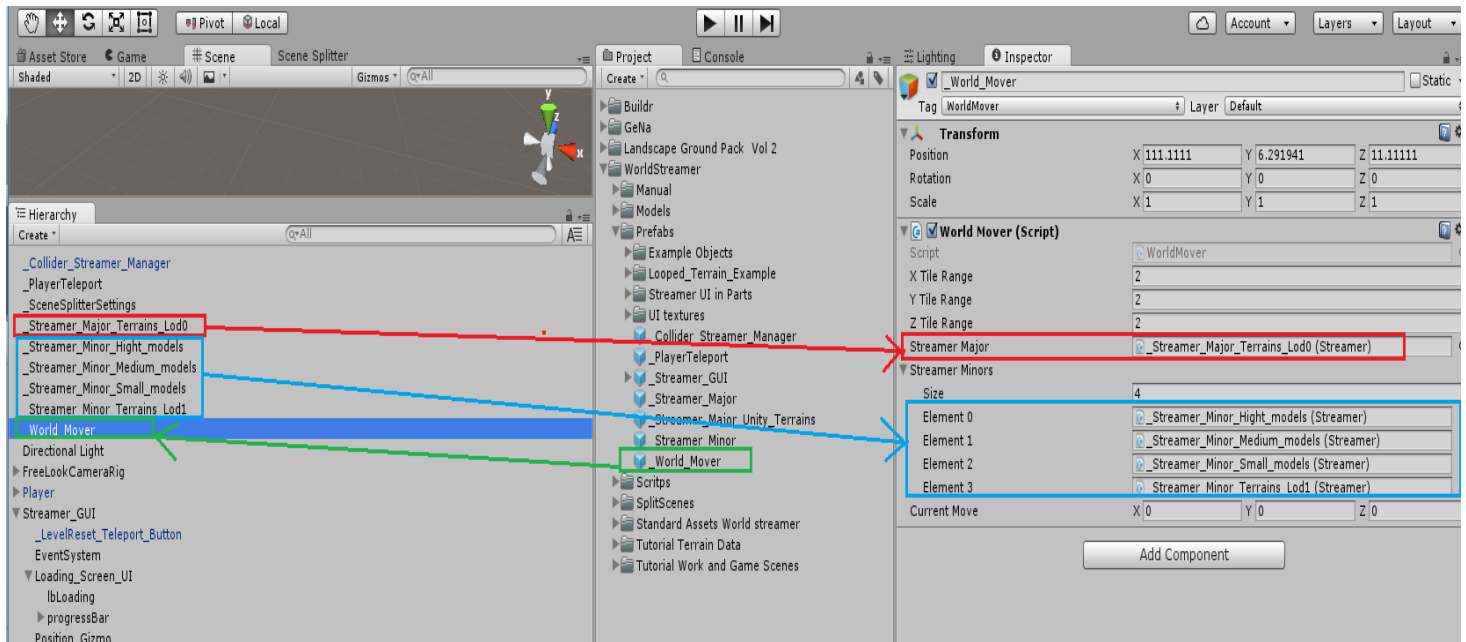 Pivot Local Account Layers Layout
Asset Store Game Scene Scene Splitter
Shaded 2D Gizmos All
y
z
x
Hierarchy
Create All
_Collider_Streamer_Manager
_PlayerTeleport
_SceneSplitterSettings
_Streamer_Major_Terrains_Lod0
_Streamer_Minor_Hight_models
_Streamer_Minor_Medium_models
_Streamer_Minor_Small_models
_Streamer_Minor_Terrains_Lod1
_World_Mover
Directional Light
FreeLookCameraRig
Player
Streamer_GUI
_LevelReset_Teleport_Button
EventSystem
Loading_Screen_UI
lbLoading
progressBar
Position_Gizmo
Project Console
Create
Buildr
GeNa
Landscape Ground Pack Vol 2
WorldStreamer
Manual
Models
Prefabs
Example Objects
Looped_Terrain_Example
Streamer UI in Parts
UI textures
_Collider_Streamer_Manager
_PlayerTeleport
_Streamer_GUI
_Streamer_Major
_Streamer_Major_Unity_Terrains
_Streamer_Minor
_World_Mover
Scritps
SplitScenes
Standard Assets World streamer
Tutorial Terrain Data
Tutorial Work and Game Scenes
Lighting Inspector
_World_Mover Static
Tag WorldMover Layer Default
Transform
Position X 111.1111 Y 6.291941 Z 11.11111
Rotation X 0 Y 0 Z 0
Scale X 1 Y 1 Z 1
World Mover (Script)
Script WorldMover
X Tile Range 2
Y Tile Range 2
Z Tile Range 2
Streamer Major _Streamer_Major_Terrains_Lod0 (Streamer)
Streamer Minors
Size 4
Element 0 _Streamer_Minor_Hight_models (Streamer)
Element 1 _Streamer_Minor_Medium_models (Streamer)
Element 2 _Streamer_Minor_Small_models (Streamer)
Element 3 _Streamer_Minor_Terrains_Lod1 (Streamer)
Current Move X 0 Y 0 Z 0
Add Component